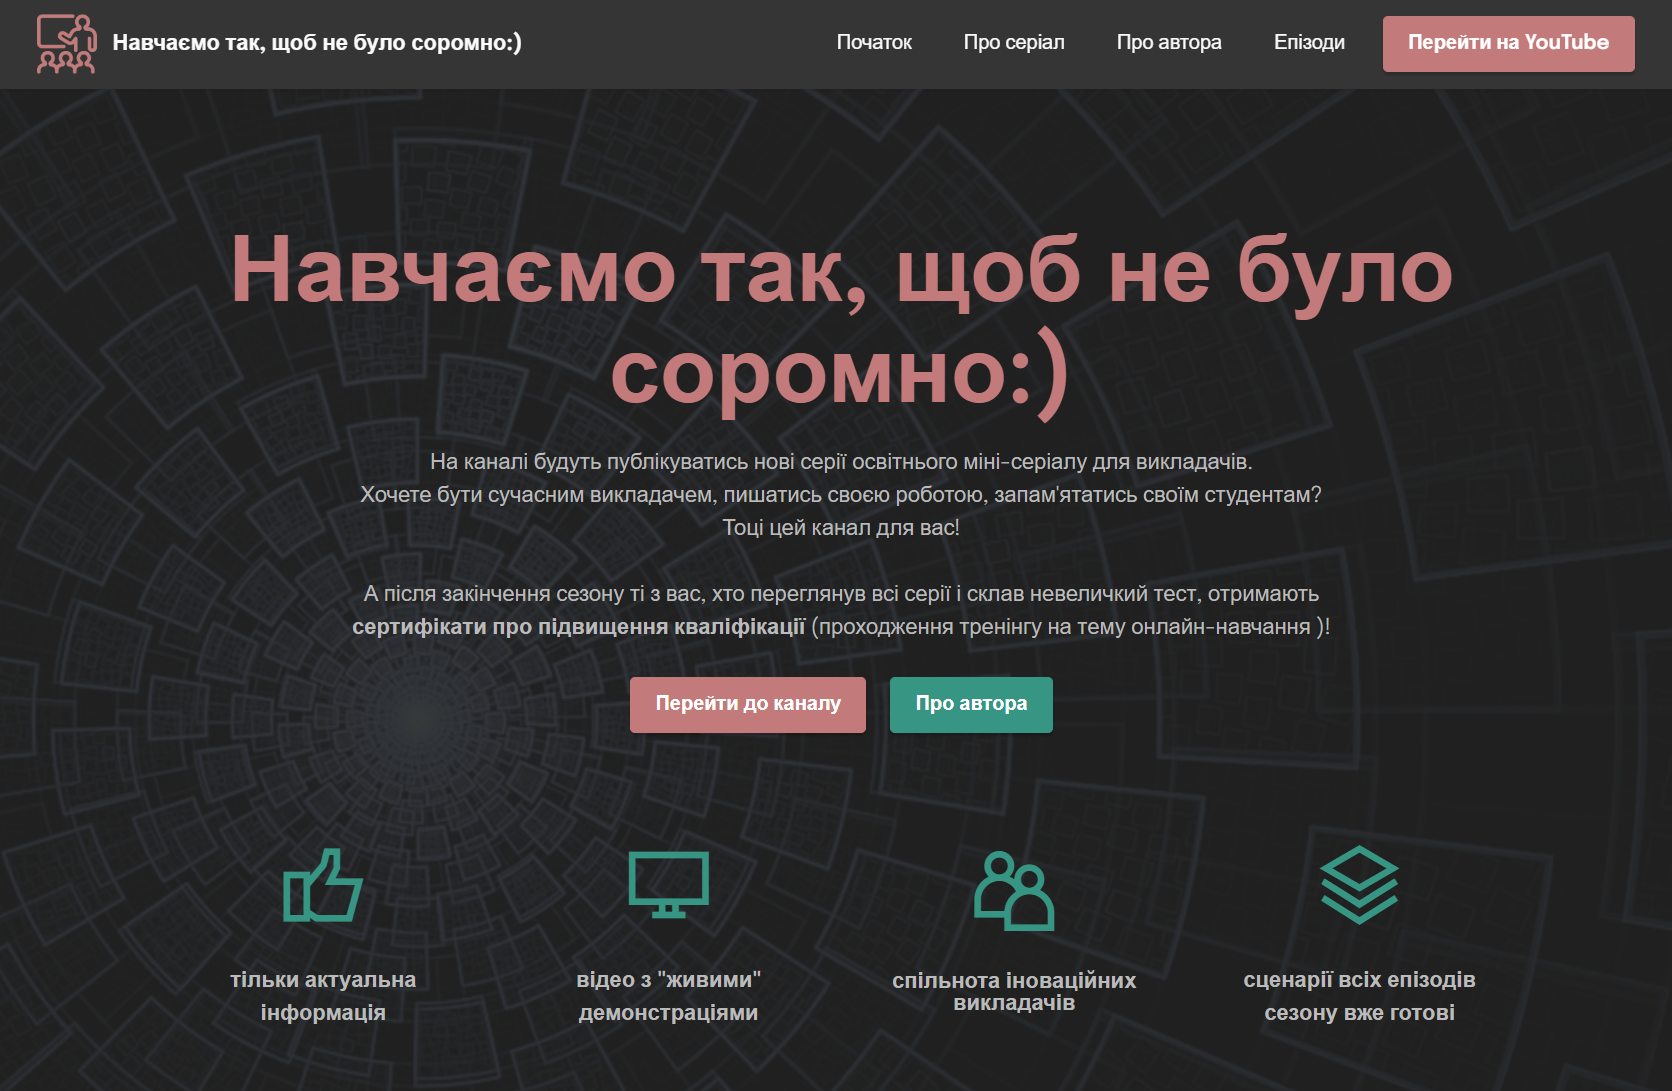 Навчаємо так, щоб не було соромно:)
Початок
Про серіал
Про автора
Епізоди
Перейти на YouTube
Навчаємо так, щоб не було
соромно:)
На каналі будуть публікуватись нові серії освітнього міні-серіалу для викладачів.
Хочете бути сучасним викладачем, пишатись своєю роботою, запам'ятатись своїм студентам?
Тоці цей канал для вас!
А після закінчення сезону ті з вас, хто переглянув всі серії і склав невеличкий тест, отримають
сертифікати про підвищення кваліфікації (проходження тренінгу на тему онлайн-навчання )!
Перейти до каналу
Про автора
тільки актуальна
інформація
відео з "живими"
демонстраціями
спільнота іноваційних
викладачів
сценарії всіх епізодів
сезону вже готові